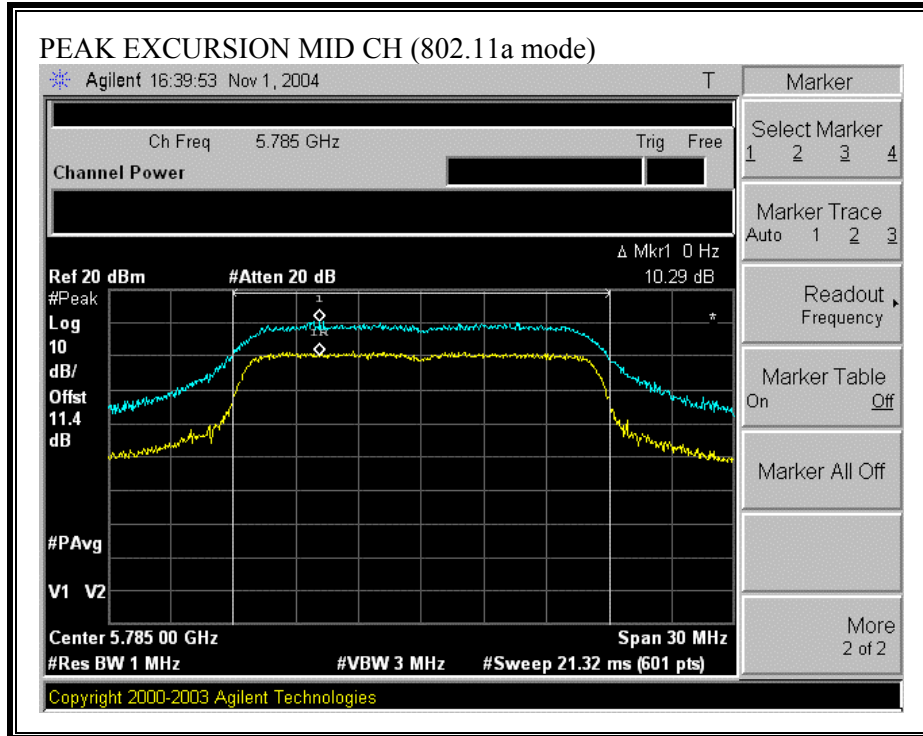 PEAK EXCURSION MID CH (802.11a mode)
Agilent 16:39:53 Nov 1, 2004 T
Ch Freq 5.785 GHz Trig Free
Channel Power
Δ Mkr1 0 Hz
Ref 20 dBm #Atten 20 dB 10.29 dB
#Peak
Log
10
dB/
Offst
11.4
dB
1
1R
*
#PAvg
V1 V2
Center 5.785 00 GHz Span 30 MHz
#Res BW 1 MHz #VBW 3 MHz #Sweep 21.32 ms (601 pts)
Copyright 2000-2003 Agilent Technologies
Marker
Select Marker
1 2 3 4
Marker Trace
Auto 1 2 3
Readout
Frequency
Marker Table
On Off
Marker All Off
More
2 of 2